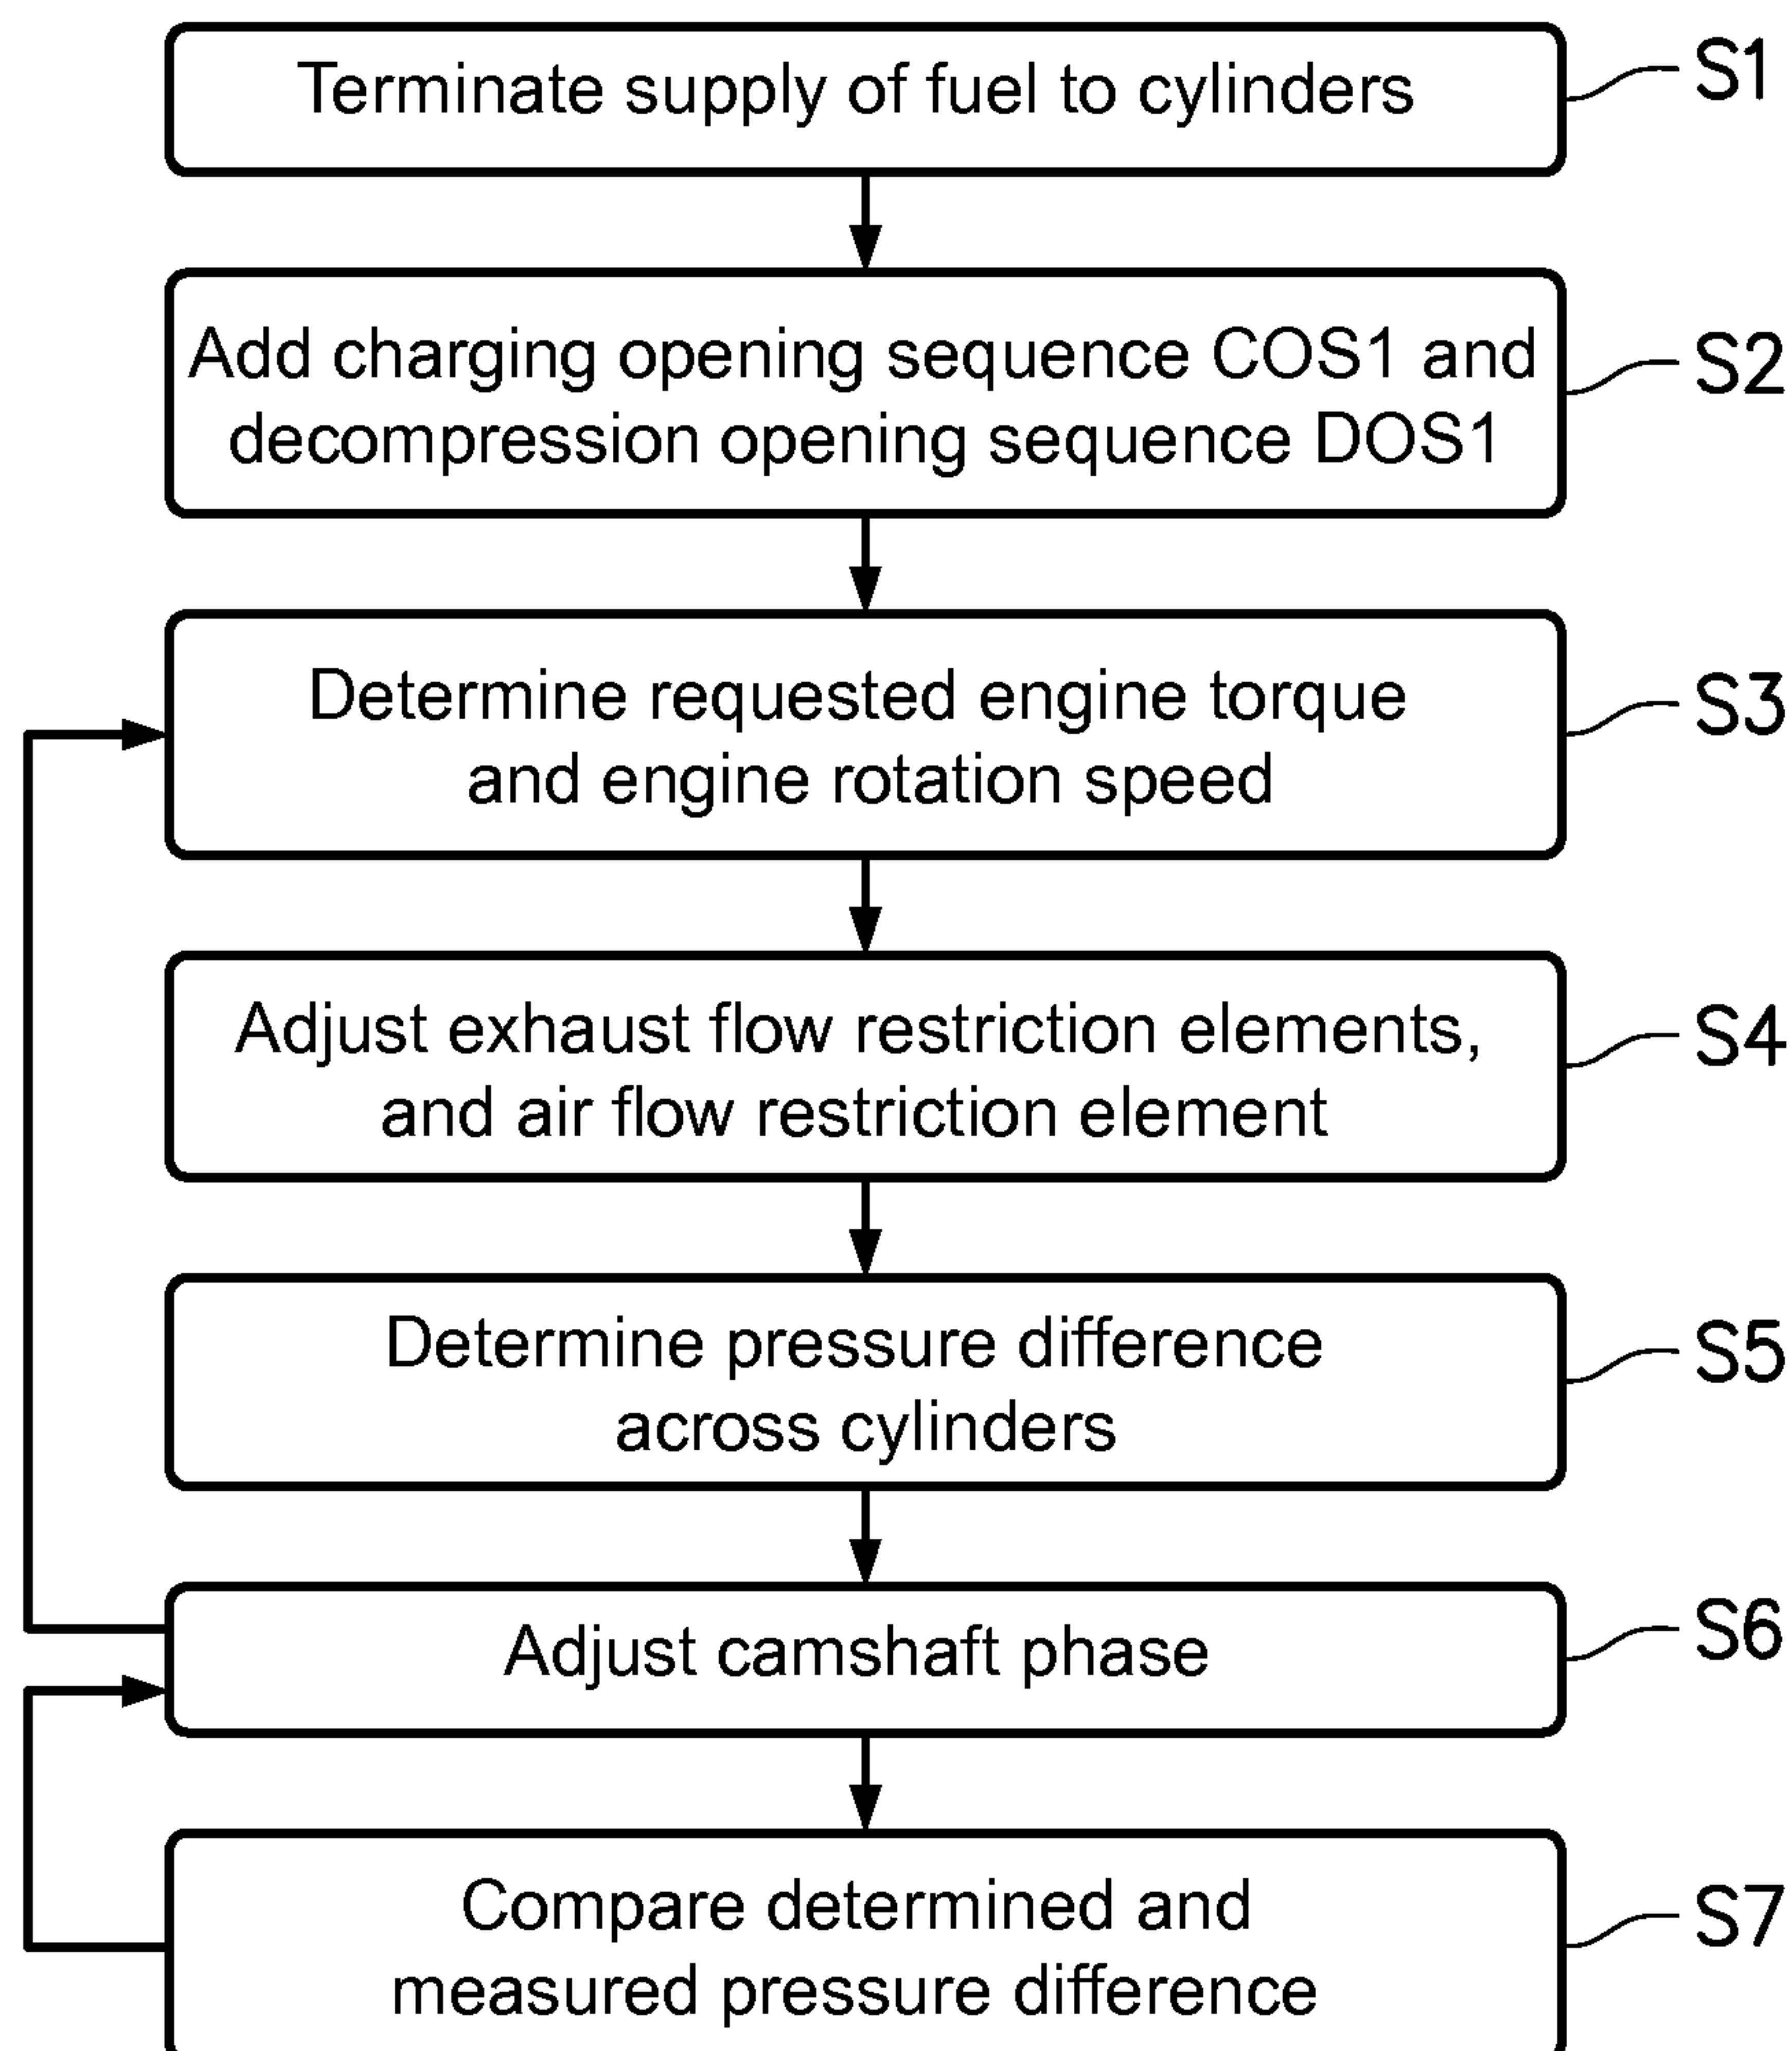 Terminate supply of fuel to cylinders
S1
Add charging opening sequence COS1 and
decompression opening sequence DOS1
S2
Determine requested engine torque
and engine rotation speed
S3
Adjust exhaust flow restriction elements,
and air flow restriction element
S4
Determine pressure difference
across cylinders
S5
Adjust camshaft phase
S6
Compare determined and
measured pressure difference
S7